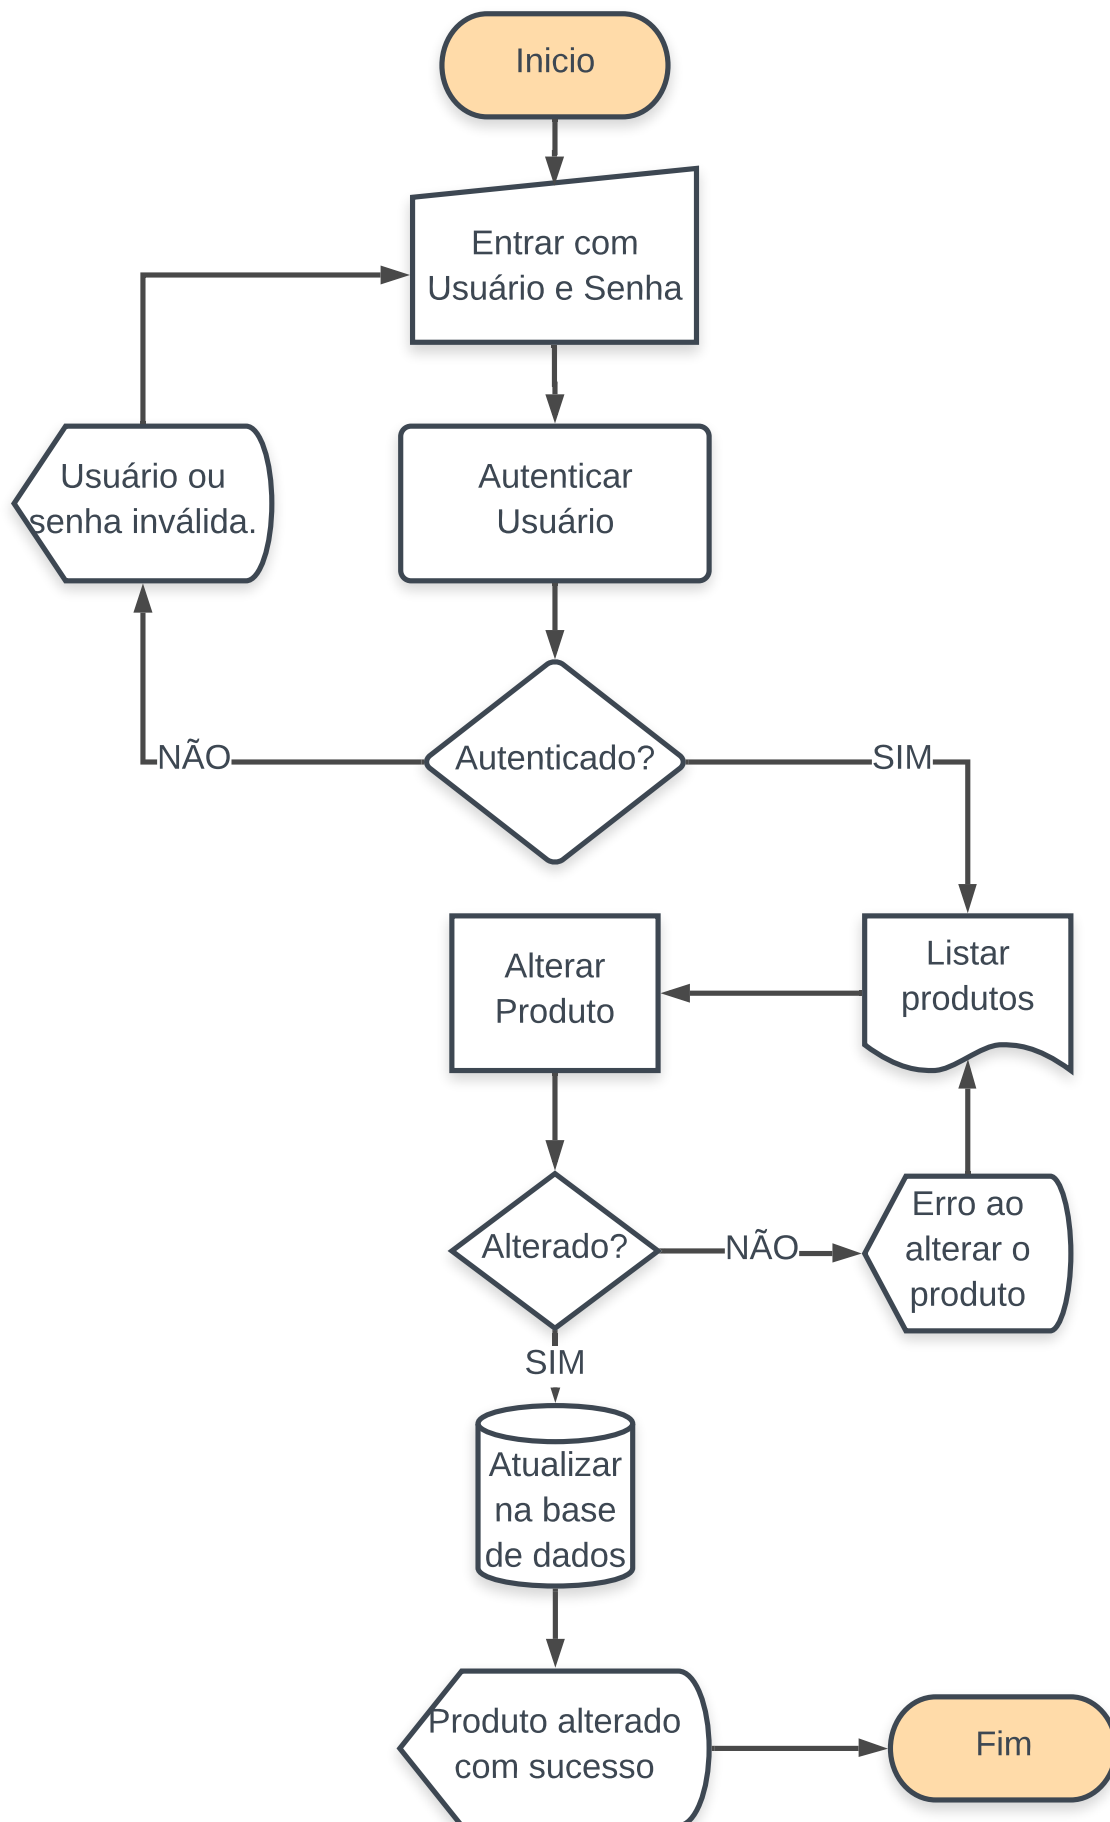 Inicio
Entrar com
Usuário e Senha
Usuário ou
senha inválida.
Autenticar
Usuário
NÃO
Autenticado?
SIM
Alterar
Produto
Listar
produtos
Alterado?
NÃO
Erro ao
alterar o
produto
SIM
Atualizar
na base
de dados
Produto alterado
com sucesso
Fim